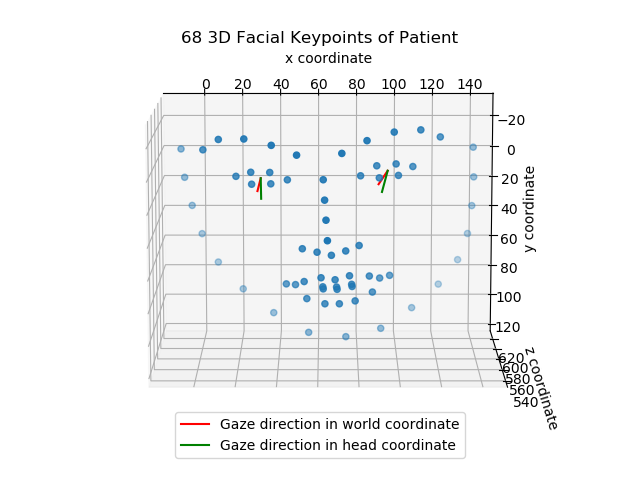 68 3D Facial Keypoints of Patient
x coordinate
0 20 40 60 80 100 120 140
−20
0
20
40
60
80
100
120
y coordinate
620
600
580
560
540
z coordinate
Gaze direction in world coordinate
Gaze direction in head coordinate